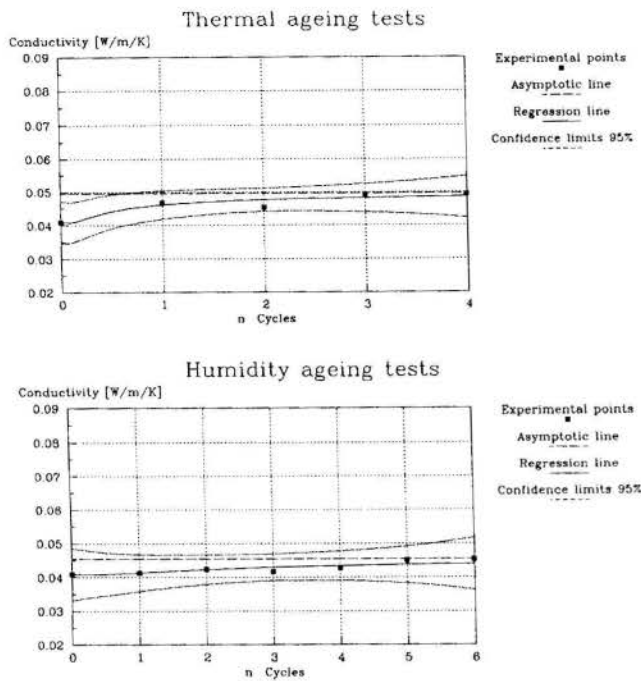 Thermal ageing tests
Conductivity [W/m/K]
0.09
0.08
0.07
0.06
0.05
0.04
0.03
0.02
0
1
2
3
4
n Cycles
Experimental points
Asymptotic line
Regression line
Confidence limits 95%
Humidity ageing tests
Conductivity [W/m/K]
0.09
0.08
0.07
0.06
0.05
0.04
0.03
0.02
0
1
2
3
4
5
6
n Cycles
Experimental points
Asymptotic line
Regression line
Confidence limits 95%